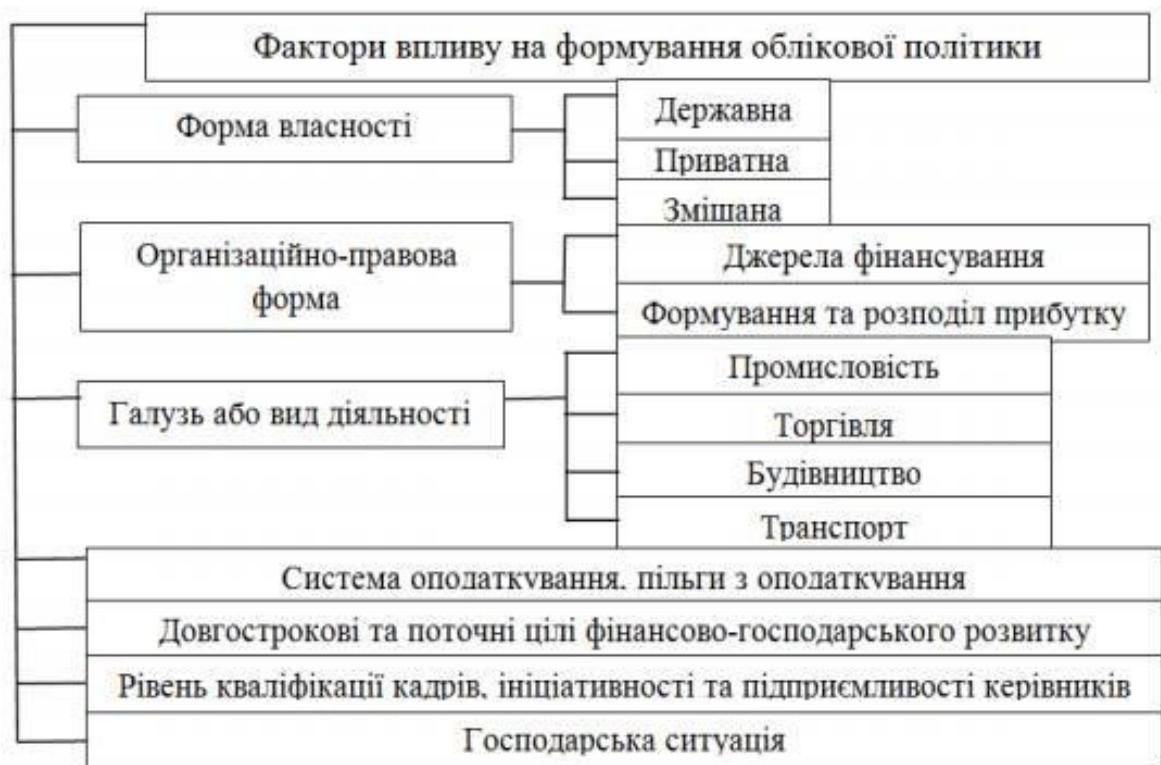 Фактори впливу на формування облікової політики
Форма власності
Державна
Приватна
Змішана
Організаційно-правова
форма
Джерела фінансування
Формування та розподіл прибутку
Галузь або вид діяльності
Промисловість
Торгівля
Будівництво
Транспорт
Система оподаткування, пільги з оподаткування
Довгострокові та поточні цілі фінансово-господарського розвитку
Рівень кваліфікації кадрів, ініціативності та підприємливості керівників
Господарська ситуація